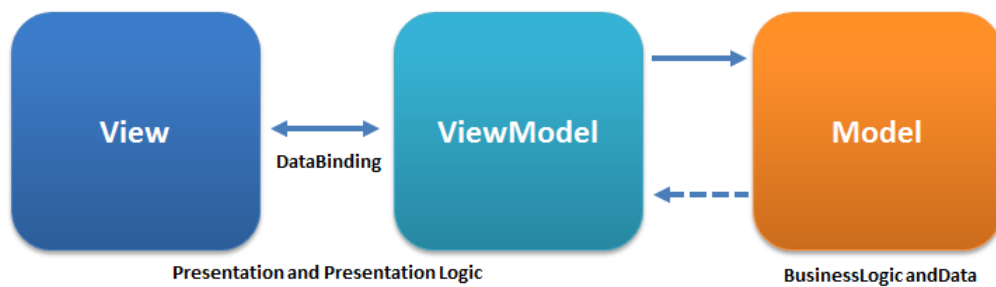 View
ViewModel
Model
DataBinding
Presentation and Presentation Logic
BusinessLogic andData